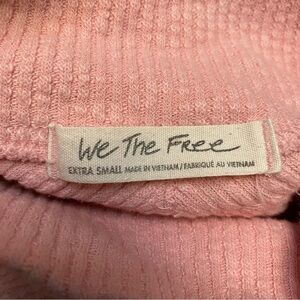 We The Free
EXTRA SMALL MADE IN VIETNAM / FABRIQUÉ AU VIETNAM